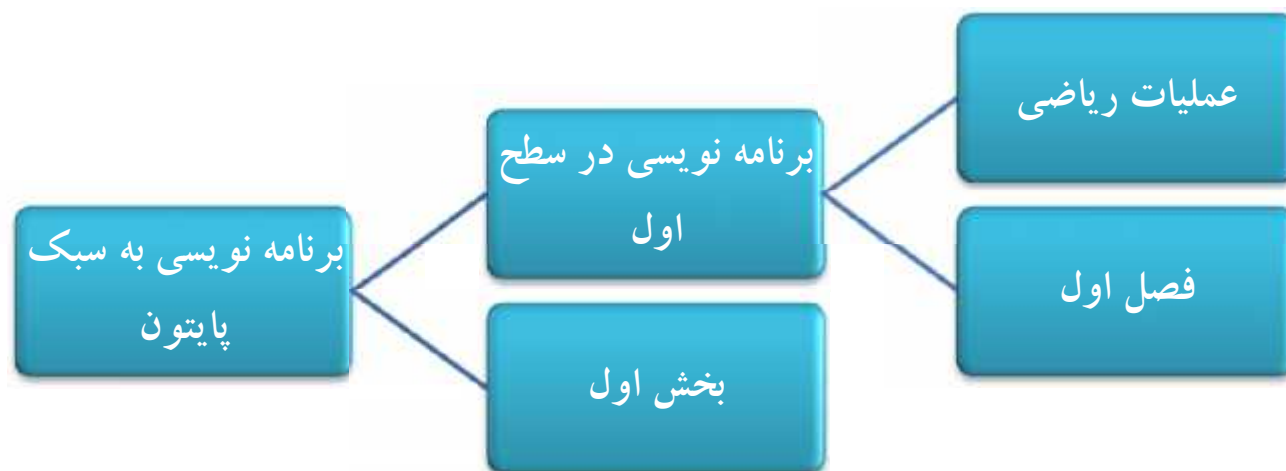 برنامه نویسی به سبک
پایتون
برنامه نویسی در سطح
اول
بخش اول
عملیات ریاضی
فصل اول